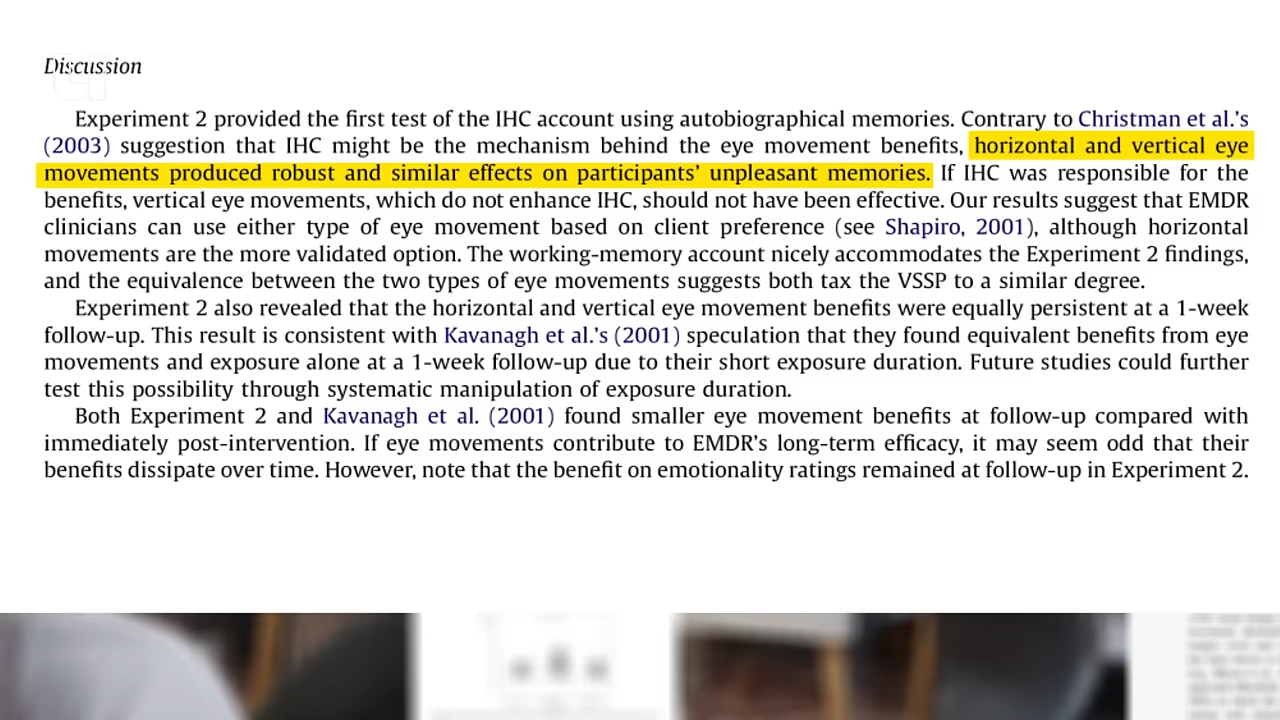 Discussion
Experiment 2 provided the first test of the IHC account using autobiographical memories. Contrary to Christman et al.'s
(2003) suggestion that IHC might be the mechanism behind the eye movement benefits, horizontal and vertical eye
movements produced robust and similar effects on participants' unpleasant memories. If IHC was responsible for the
benefits, vertical eye movements, which do not enhance IHC, should not have been effective. Our results suggest that EMDR
clinicians can use either type of eye movement based on client preference (see Shapiro, 2001), although horizontal
movements are the more validated option. The working-memory account nicely accommodates the Experiment 2 findings,
and the equivalence between the two types of eye movements suggests both tax the VSSP to a similar degree.
Experiment 2 also revealed that the horizontal and vertical eye movement benefits were equally persistent at a 1-week
follow-up. This result is consistent with Kavanagh et al.'s (2001) speculation that they found equivalent benefits from eye
movements and exposure alone at a 1-week follow-up due to their short exposure duration. Future studies could further
test this possibility through systematic manipulation of exposure duration.
Both Experiment 2 and Kavanagh et al. (2001) found smaller eye movement benefits at follow-up compared with
immediately post-intervention. If eye movements contribute to EMDR's long-term efficacy, it may seem odd that their
benefits dissipate over time. However, note that the benefit on emotionality ratings remained at follow-up in Experiment 2.